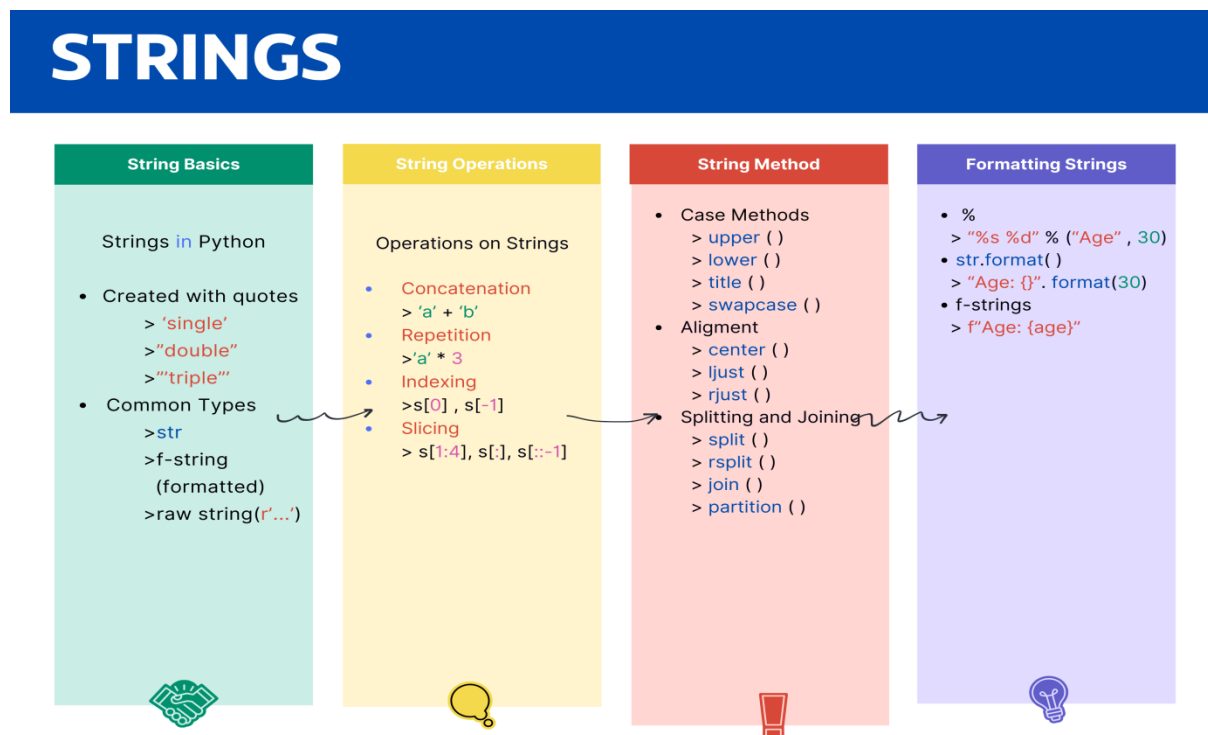 STRINGS
String Basics
Strings in Python
• Created with quotes
> ‘single’
>”double”
>”’triple”’
• Common Types
>str
>f-string
(formatted)
>raw string(r’...’)
String Operations
Operations on Strings
• Concatenation
> ‘a’ + ‘b’
• Repetition
>’a’ * 3
• Indexing
>s[0] , s[-1]
• Slicing
> s[1:4], s[:], s[::-1]
String Method
• Case Methods
> upper ( )
> lower ( )
> title ( )
> swapcase ( )
• Aligment
> center ( )
> ljust ( )
> rjust ( )
• Splitting and Joining
> split ( )
> rsplit ( )
> join ( )
> partition ( )
Formatting Strings
• %
> “%s %d” % (“Age” , 30)
• str.format( )
> “Age: {}”. format(30)
• f-strings
> f”Age: {age}”